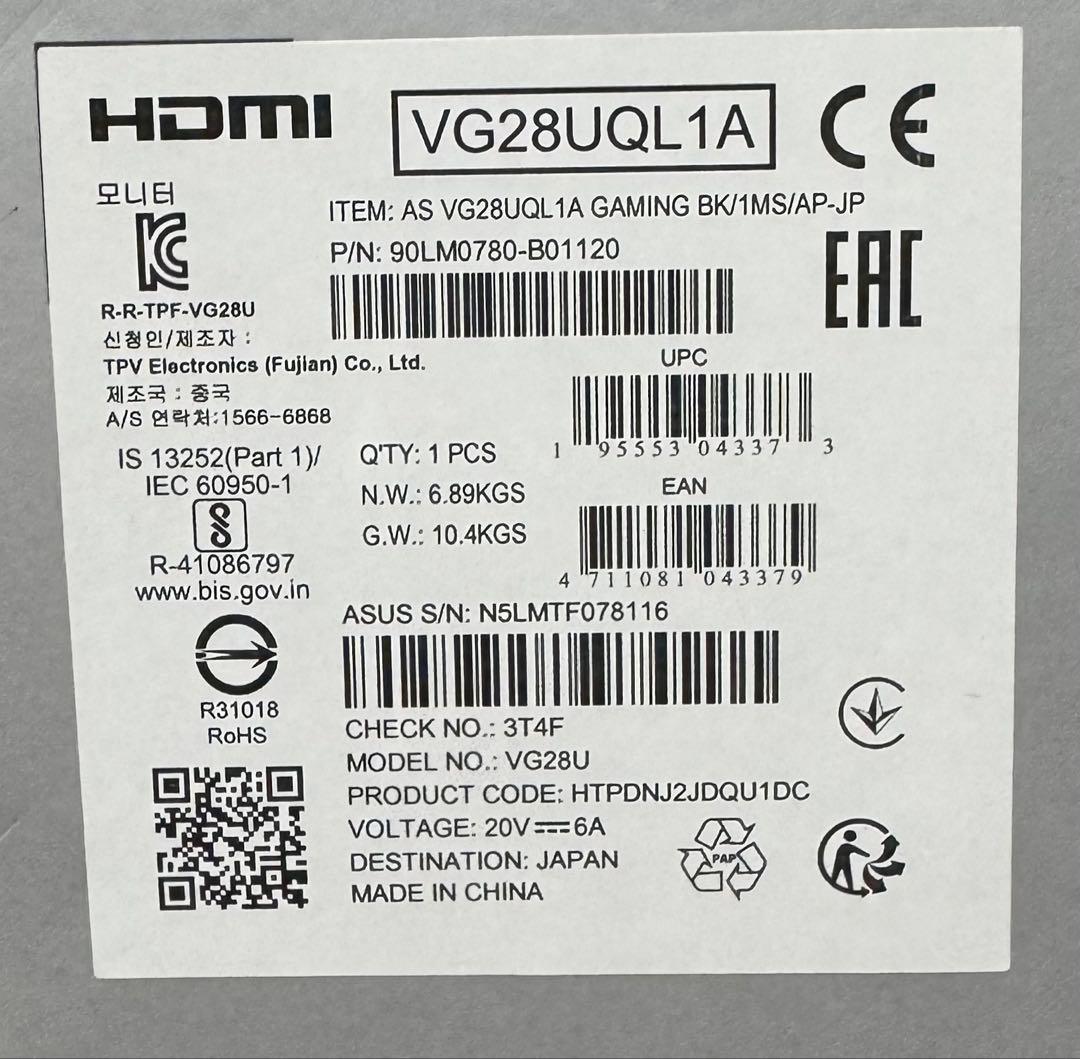 HDMI
VG28UQL1A
CE
모니터
ITEM: AS VG28UQL1A GAMING BK/1MS/AP-JP
P/N: 90LM0780-B01120
EAC
R-R-TPF-VG28U
신청인/제조자 :
TPV Electronics (Fujian) Co., Ltd.
제조국 : 중국
A/S 연락처:1566-6868
UPC
1 95553 04337 3
IS 13252(Part 1)/
IEC 60950-1
R-41086797
www.bis.gov.in
Q'TY: 1 PCS
N.W.: 6.89KGS
G.W.: 10.4KGS
EAN
4 711081 043379
ASUS S/N: N5LMTF078116
R31018
RoHS
CHECK NO.: 3T4F
MODEL NO.: VG28U
PRODUCT CODE: HTPDNJ2JDQU1DC
VOLTAGE: 20V⎓6A
DESTINATION: JAPAN
MADE IN CHINA
PAP